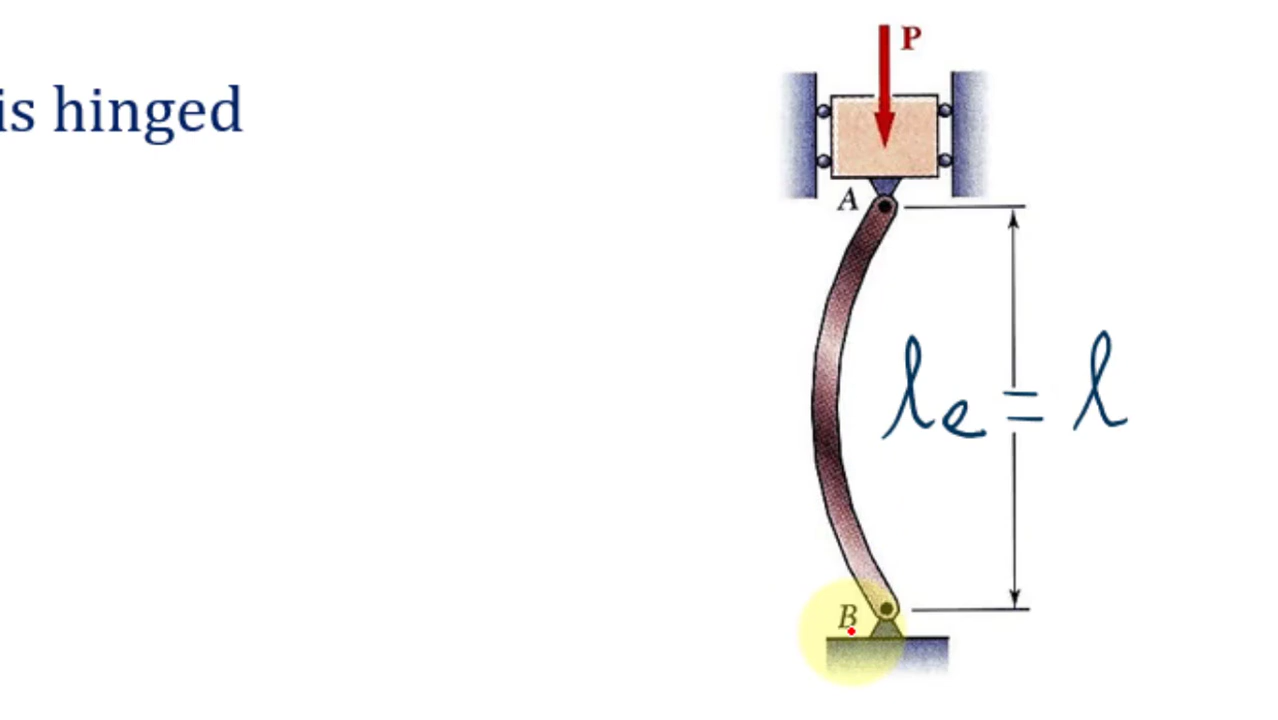 P
is hinged
A
lₑ = l
B